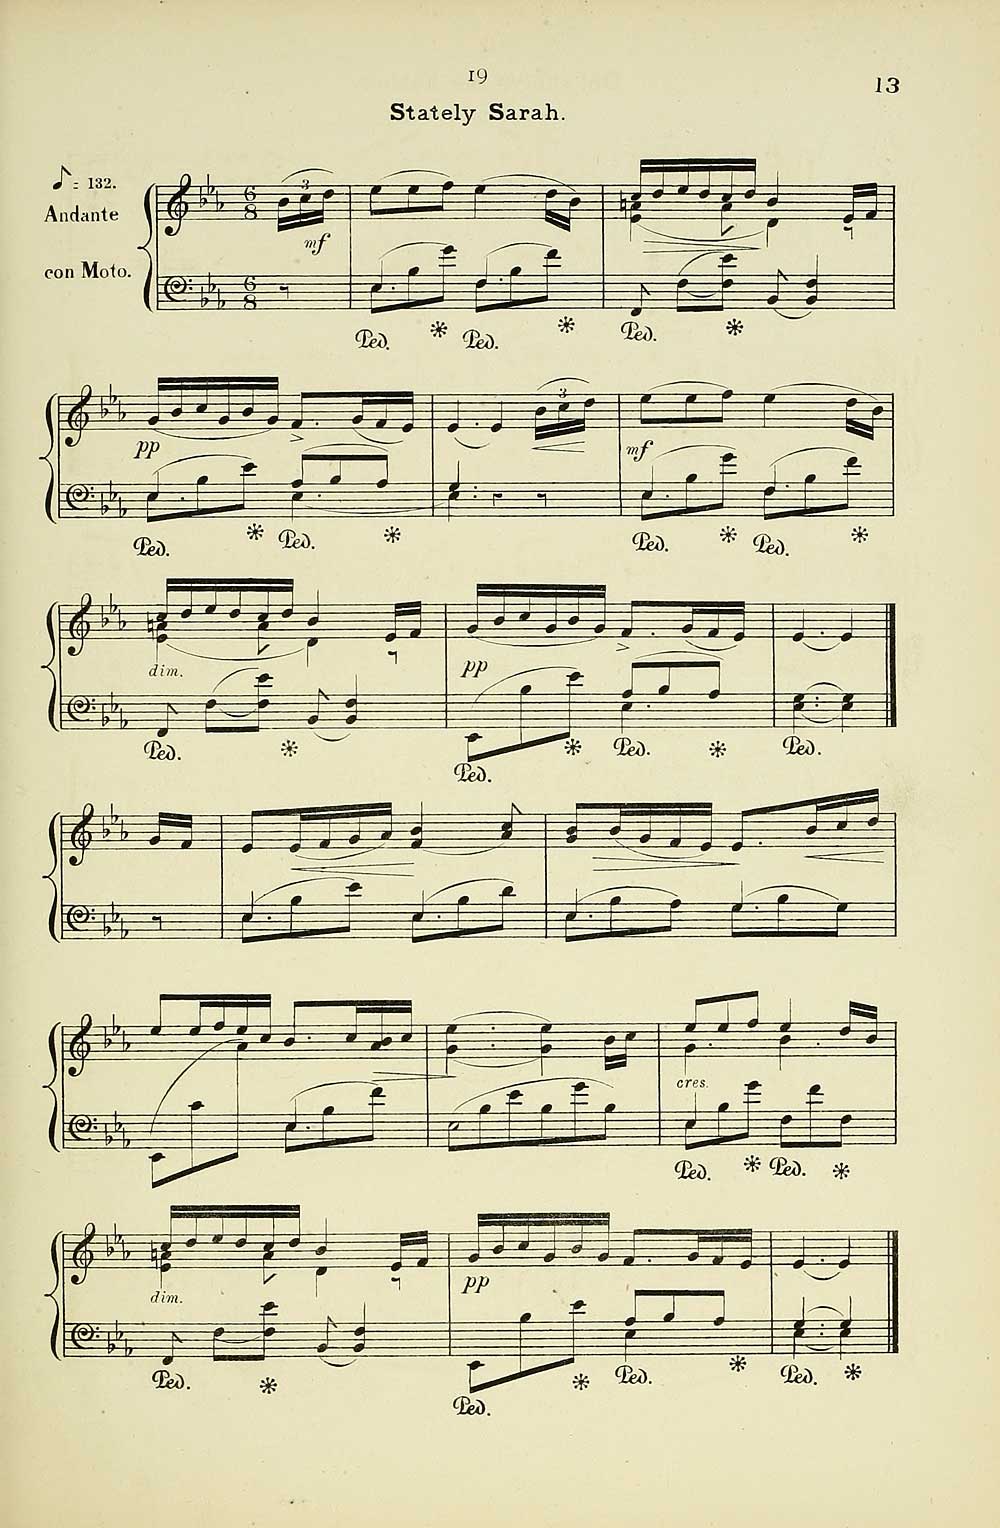 19
13
Stately Sarah.
♪= 132.
Andante
con Moto.
6 8
3
mf
6 8
Ped. * Ped. * Ped. *
3
pp
mf
Ped. * Ped. * Ped. * Ped. *
dim.
pp
Ped. * Ped. * Ped. * Ped.
cres.
Ped. * Ped. *
dim.
pp
Ped. * Ped. * Ped. * Ped. *